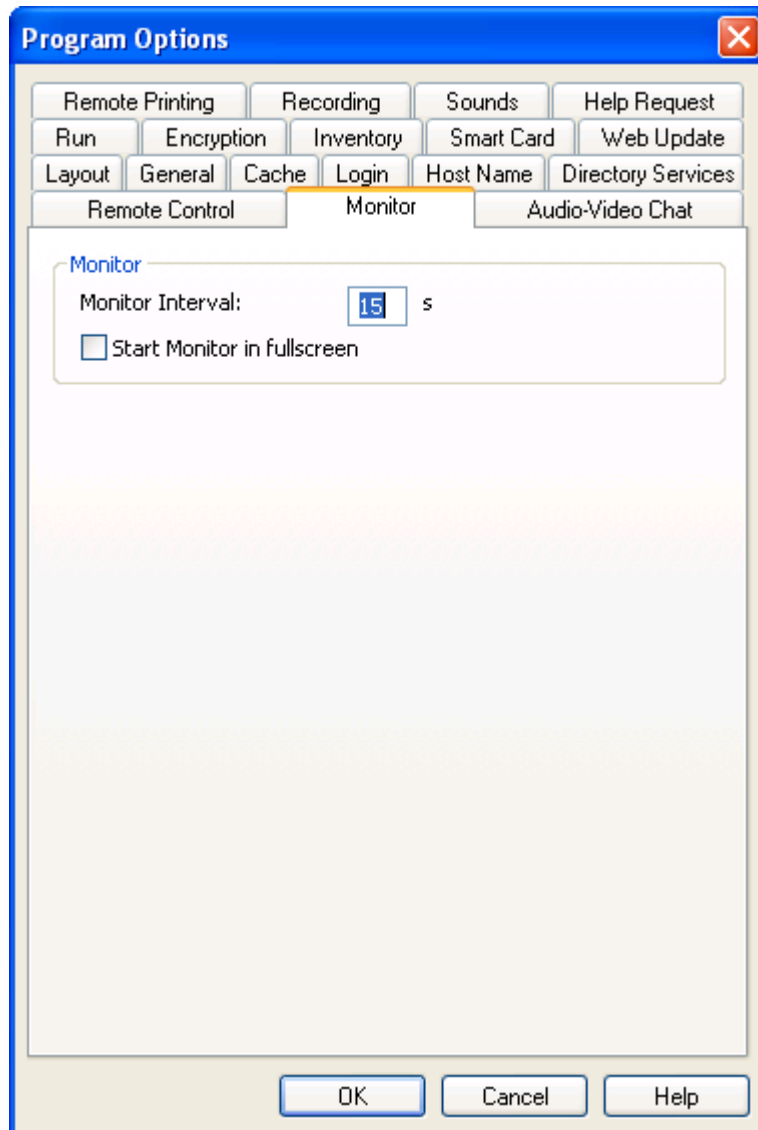 Program Options
Remote Printing Recording Sounds Help Request
Run Encryption Inventory Smart Card Web Update
Layout General Cache Login Host Name Directory Services
Remote Control Monitor Audio-Video Chat
Monitor
Monitor Interval: 15 s
Start Monitor in fullscreen
OK Cancel Help